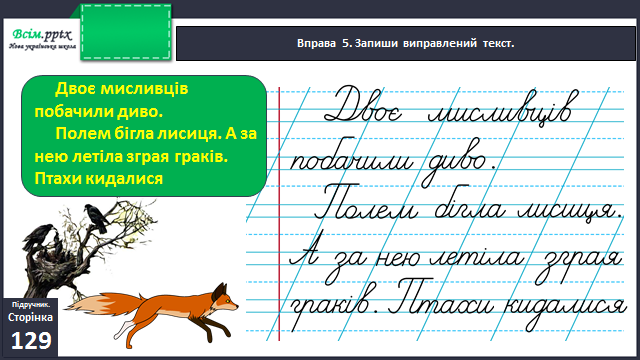 Всім.pptx
Нова українська школа
Вправа 5. Запиши виправлений текст.
Двоє мисливців
побачили диво.
Полем бігла лисиця. А за
нею летіла зграя граків.
Птахи кидалися
Двоє мисливців
побачили диво.
Полем бігла лисиця.
А за нею летіла зграя
граків. Птахи кидалися
Підручник.
Сторінка
129